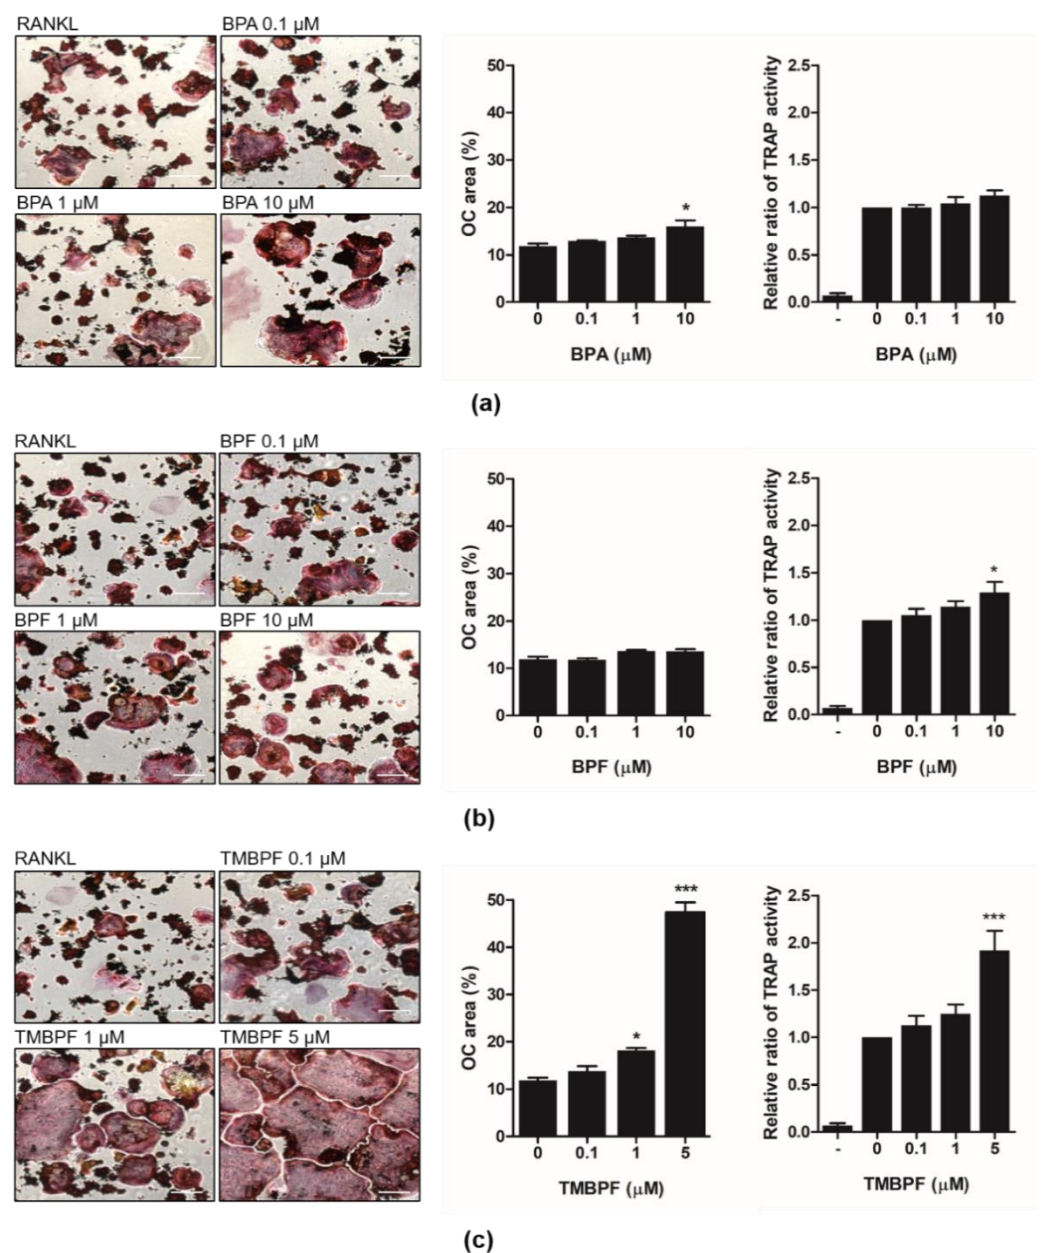 RANKL
BPA 0.1 µM
BPA 1 µM
BPA 10 µM
OC area (%)
50
40
30
20
10
0
*
0 0.1 1 10
BPA (µM)
Relative ratio of TRAP activity
2.5
2.0
1.5
1.0
0.5
0.0
- 0 0.1 1 10
BPA (µM)
(a)
RANKL
BPF 0.1 µM
BPF 1 µM
BPF 10 µM
OC area (%)
50
40
30
20
10
0
0 0.1 1 10
BPF (µM)
Relative ratio of TRAP activity
2.5
2.0
1.5
1.0
0.5
0.0
*
- 0 0.1 1 10
BPF (µM)
(b)
RANKL
TMBPF 0.1 µM
TMBPF 1 µM
TMBPF 5 µM
OC area (%)
50
40
30
20
10
0
*
***
0 0.1 1 5
TMBPF (µM)
Relative ratio of TRAP activity
2.5
2.0
1.5
1.0
0.5
0.0
***
- 0 0.1 1 5
TMBPF (µM)
(c)